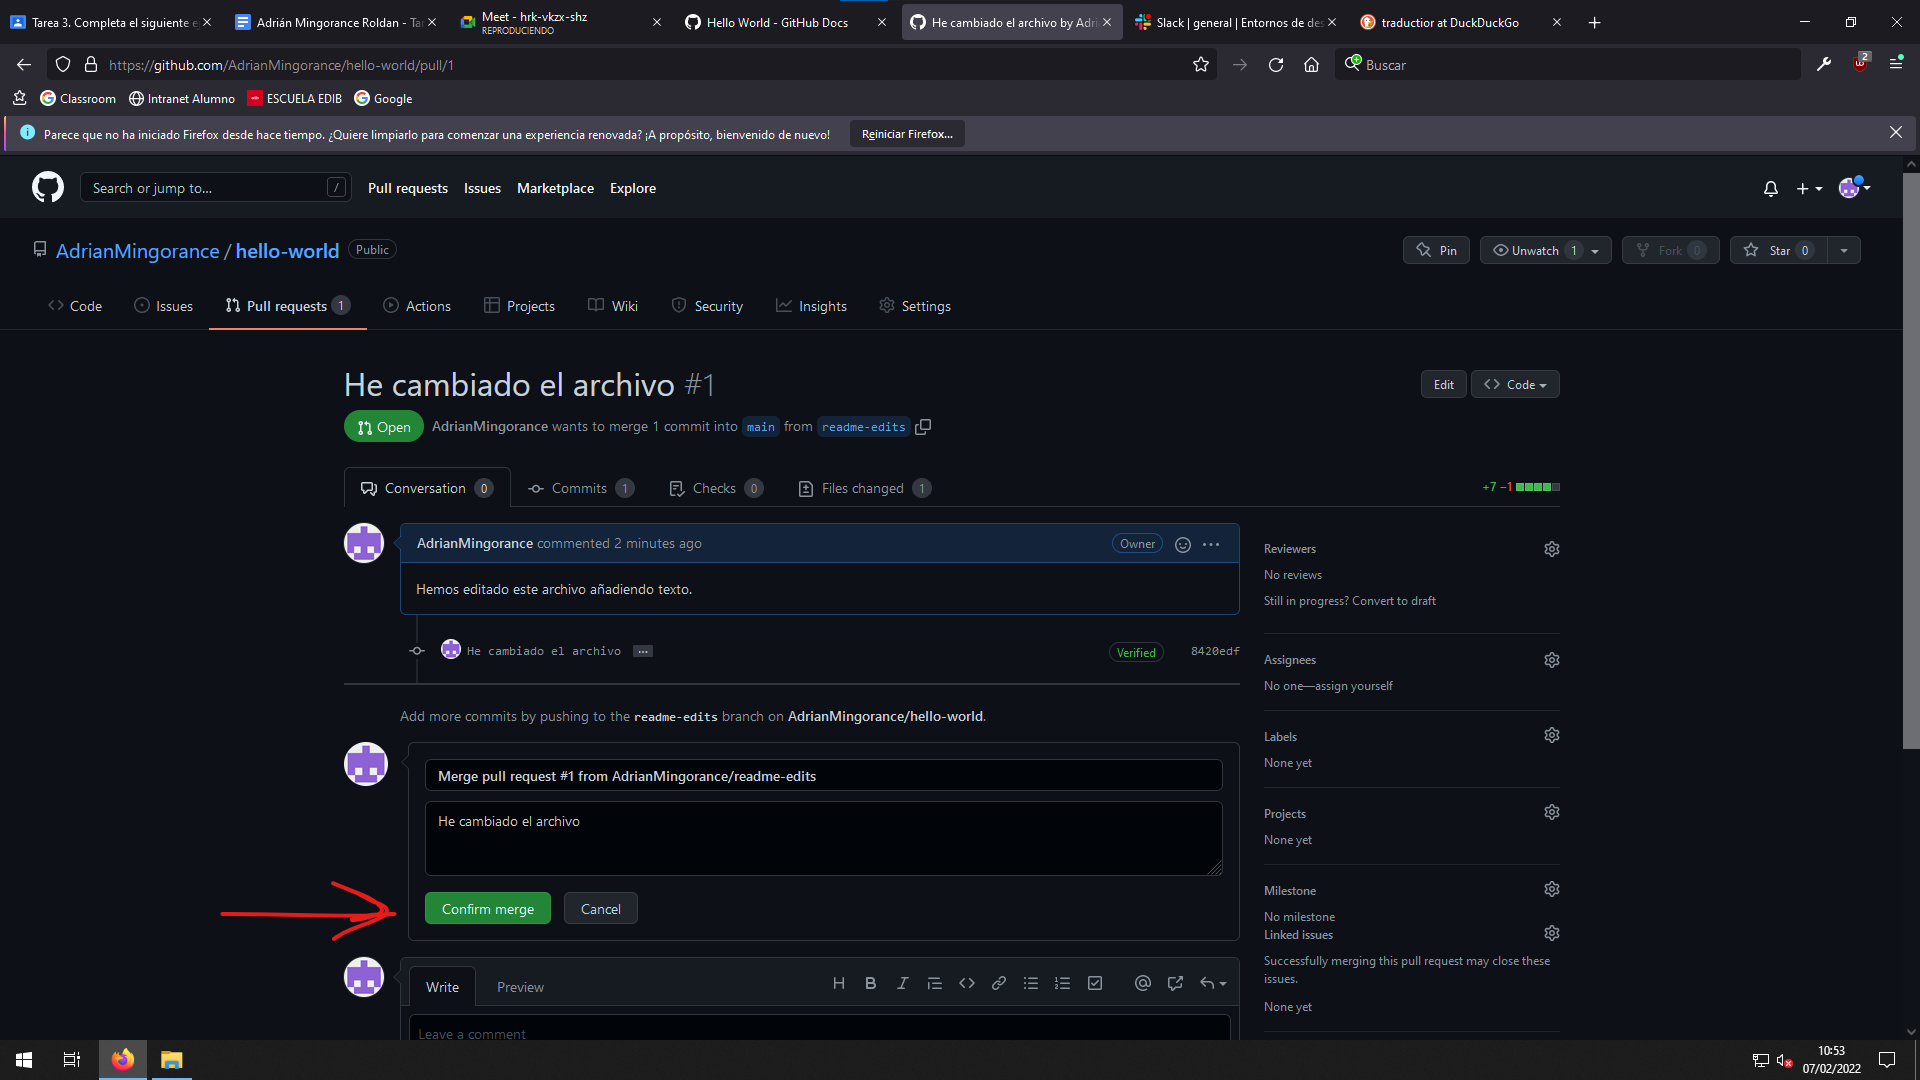 Tarea 3. Completa el siguiente e
Adrián Mingorance Roldan - Ta
Meet - hrk-vkzx-shz
REPRODUCIENDO
Hello World - GitHub Docs
He cambiado el archivo by Adri
Slack | general | Entornos de des
traductior at DuckDuckGo
https://github.com/AdrianMingorance/hello-world/pull/1
Buscar
2
Classroom
Intranet Alumno
ESCUELA EDIB
Google
Parece que no ha iniciado Firefox desde hace tiempo. ¿Quiere limpiarlo para comenzar una experiencia renovada? ¡A propósito, bienvenido de nuevo!
Reiniciar Firefox...
Search or jump to...
/
Pull requests
Issues
Marketplace
Explore
AdrianMingorance / hello-world
Public
Pin
Unwatch 1
Fork 0
Star 0
Code
Issues
Pull requests 1
Actions
Projects
Wiki
Security
Insights
Settings
He cambiado el archivo #1
Edit
Code
Open
AdrianMingorance wants to merge 1 commit into main from readme-edits
Conversation 0
Commits 1
Checks 0
Files changed 1
+7 −1
AdrianMingorance commented 2 minutes ago
Owner
Hemos editado este archivo añadiendo texto.
He cambiado el archivo ...
Verified
8420edf
Add more commits by pushing to the readme-edits branch on AdrianMingorance/hello-world.
Merge pull request #1 from AdrianMingorance/readme-edits
He cambiado el archivo
Confirm merge
Cancel
Write
Preview
Leave a comment
Reviewers
No reviews
Still in progress? Convert to draft
Assignees
No one—assign yourself
Labels
None yet
Projects
None yet
Milestone
No milestone
Linked issues
Successfully merging this pull request may close these
issues.
None yet
10:53
07/02/2022